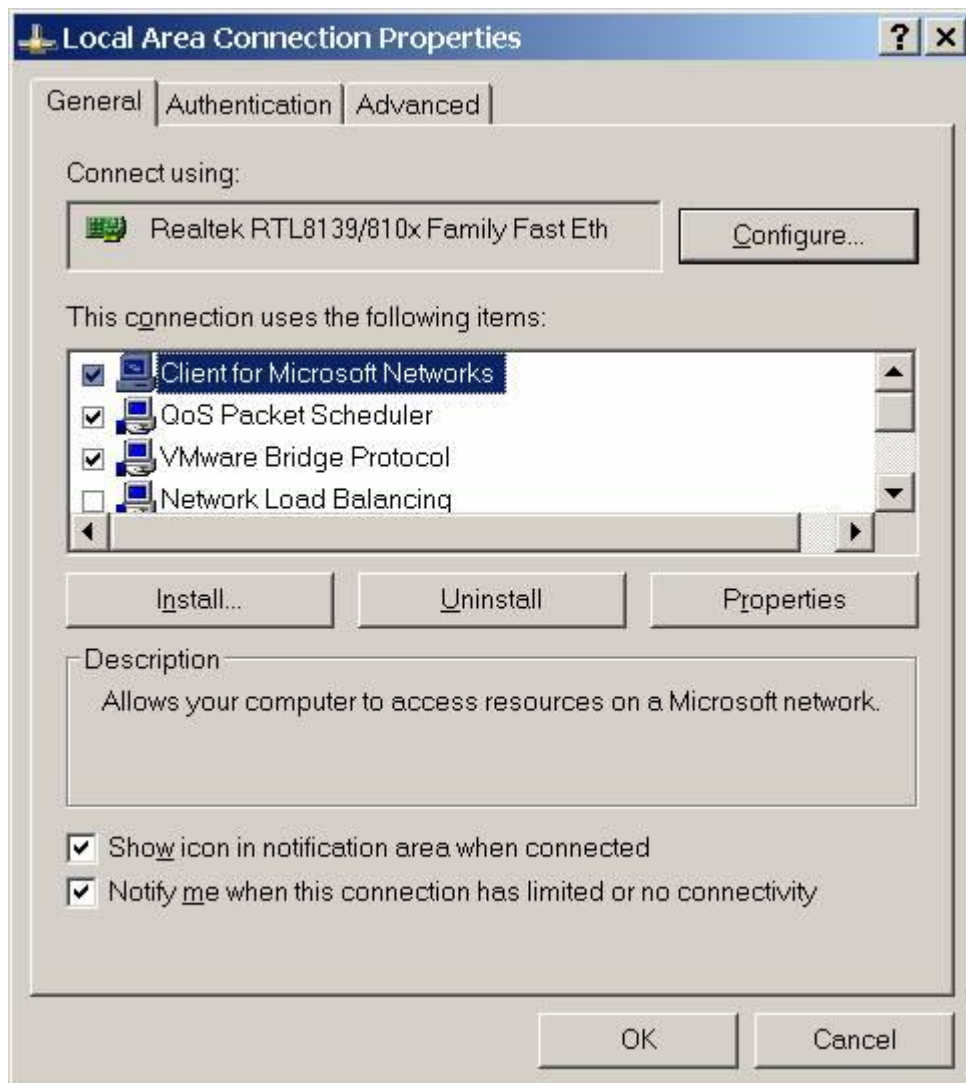 Local Area Connection Properties
General
Authentication
Advanced
Connect using:
Realtek RTL8139/810x Family Fast Eth
Configure...
This connection uses the following items:
Client for Microsoft Networks
QoS Packet Scheduler
VMware Bridge Protocol
Network Load Balancing
Install...
Uninstall
Properties
Description
Allows your computer to access resources on a Microsoft network.
Show icon in notification area when connected
Notify me when this connection has limited or no connectivity
OK
Cancel